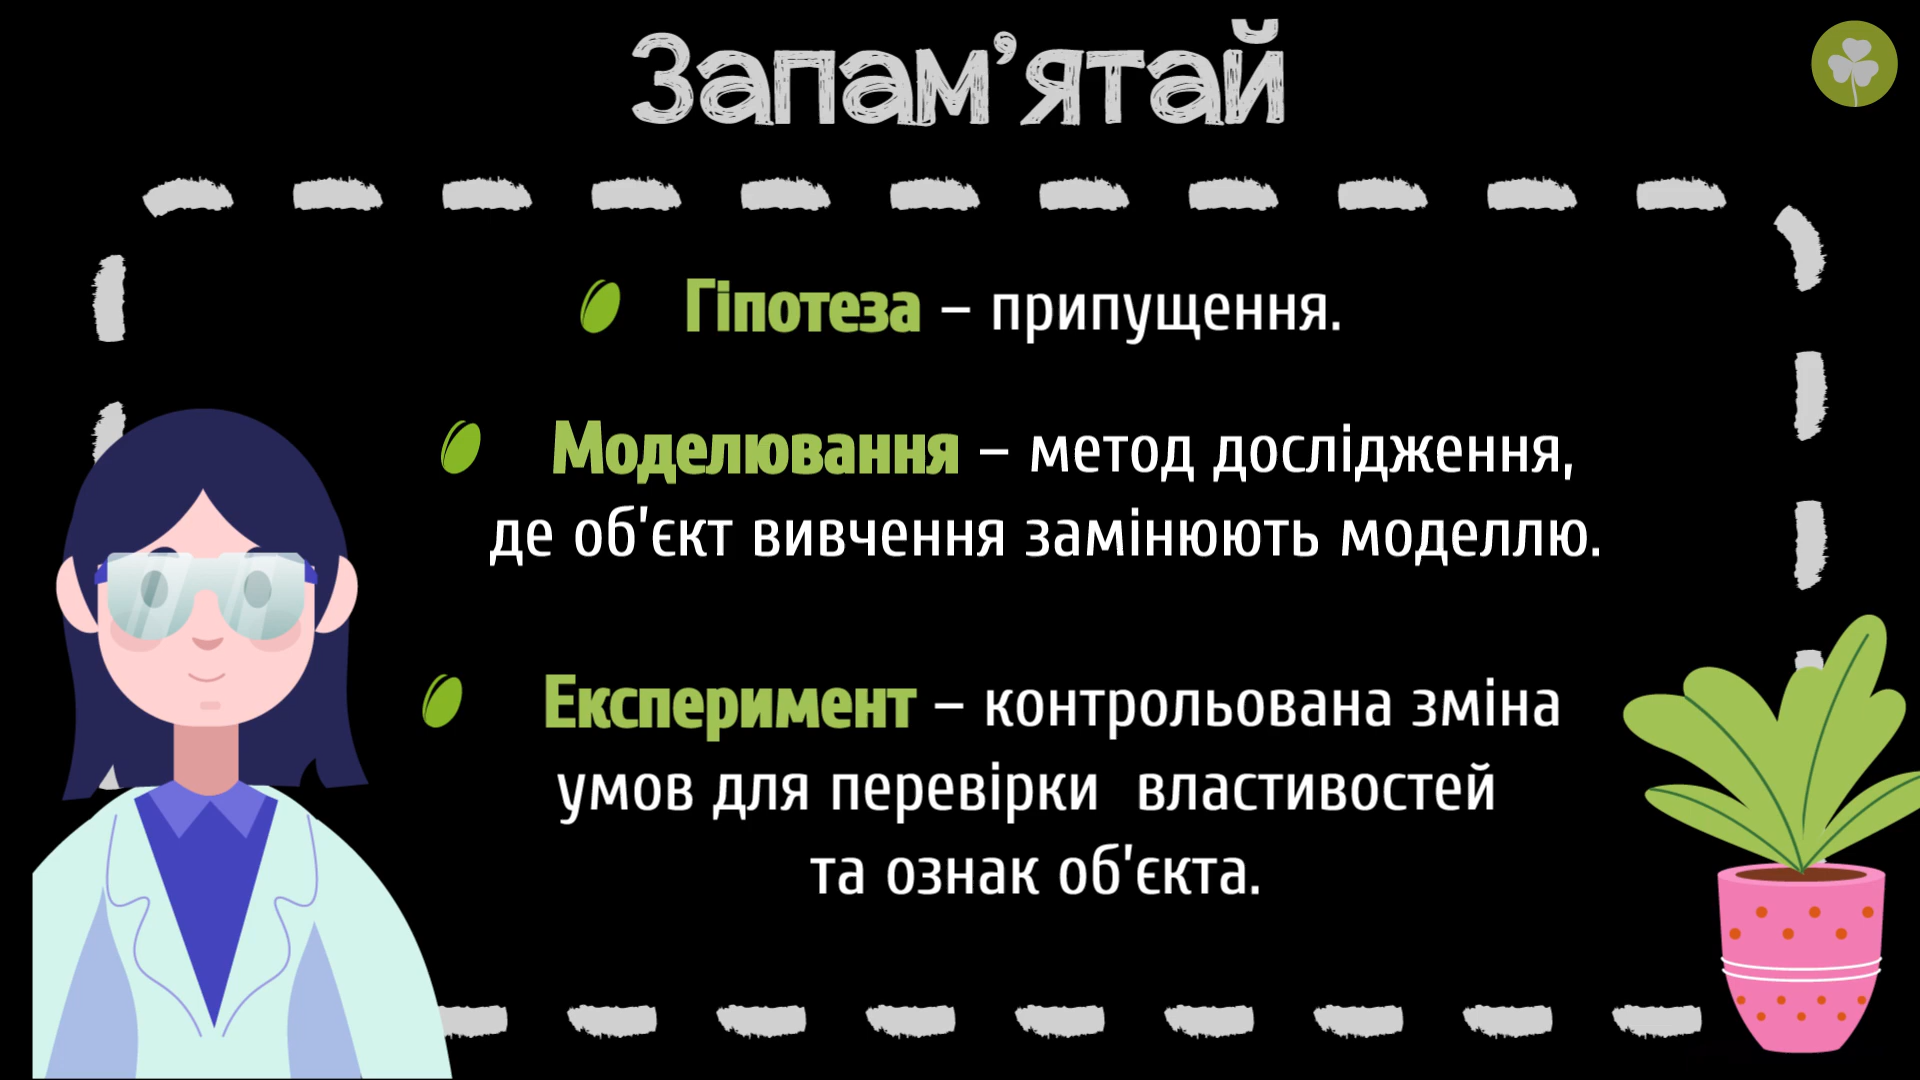 Запам’ятай
Гіпотеза – припущення.
Моделювання – метод дослідження,
де об'єкт вивчення замінюють моделлю.
Експеримент – контрольована зміна
умов для перевірки властивостей
та ознак об'єкта.